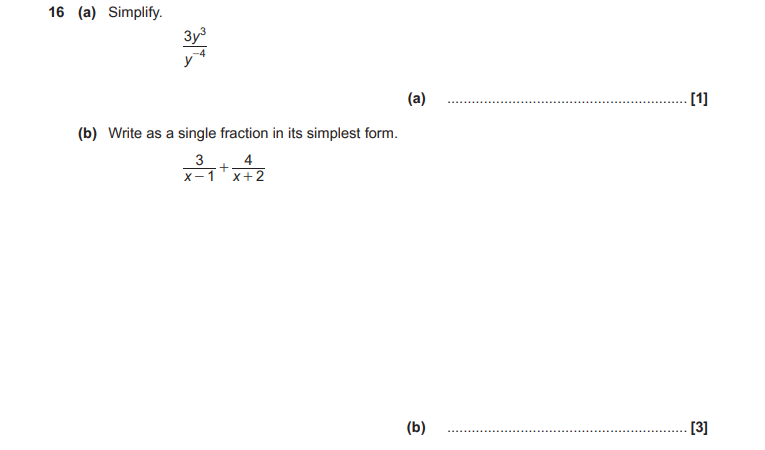 16 (a) Simplify.
3y³
y⁻⁴
(a) ........................................................... [1]
(b) Write as a single fraction in its simplest form.
3/(x − 1) + 4/(x + 2)
(b) ........................................................... [3]